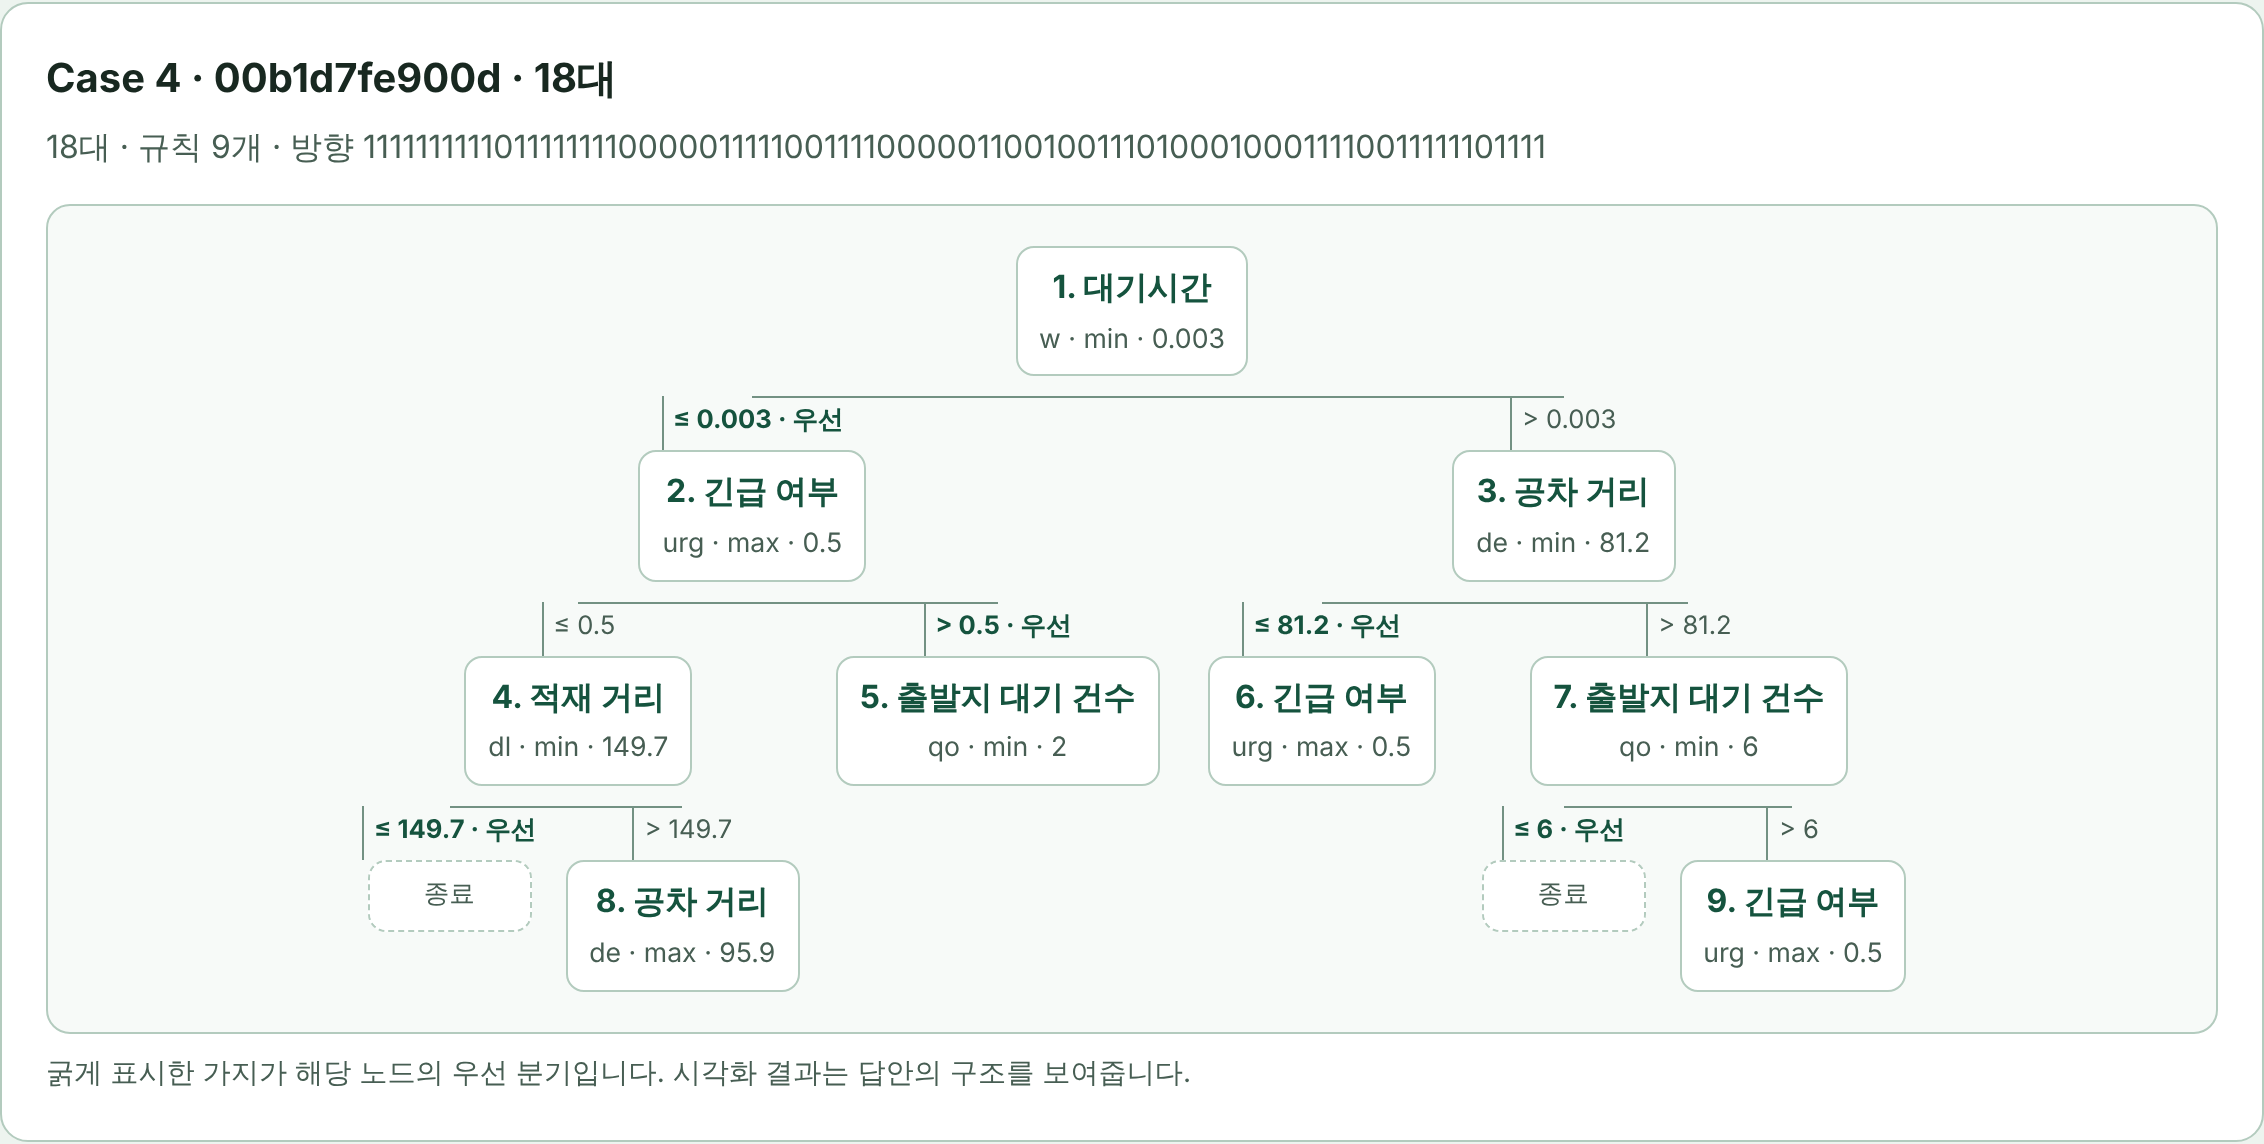 Case 4 · 00b1d7fe900d · 18대
18대 · 규칙 9개 · 방향 111111111110111111111000001111100111100000110010011101000100011110011111101111
1. 대기시간
w · min · 0.003
≤ 0.003 · 우선
> 0.003
2. 긴급 여부
urg · max · 0.5
3. 공차 거리
de · min · 81.2
≤ 0.5
> 0.5 · 우선
≤ 81.2 · 우선
> 81.2
4. 적재 거리
dl · min · 149.7
5. 출발지 대기 건수
qo · min · 2
6. 긴급 여부
urg · max · 0.5
7. 출발지 대기 건수
qo · min · 6
≤ 149.7 · 우선
> 149.7
≤ 6 · 우선
> 6
종료
8. 공차 거리
de · max · 95.9
종료
9. 긴급 여부
urg · max · 0.5
굵게 표시한 가지가 해당 노드의 우선 분기입니다. 시각화 결과는 답안의 구조를 보여줍니다.